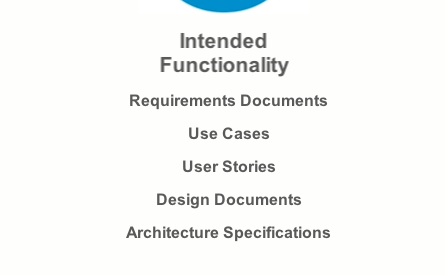 Intended
Functionality
Requirements Documents
Use Cases
User Stories
Design Documents
Architecture Specifications